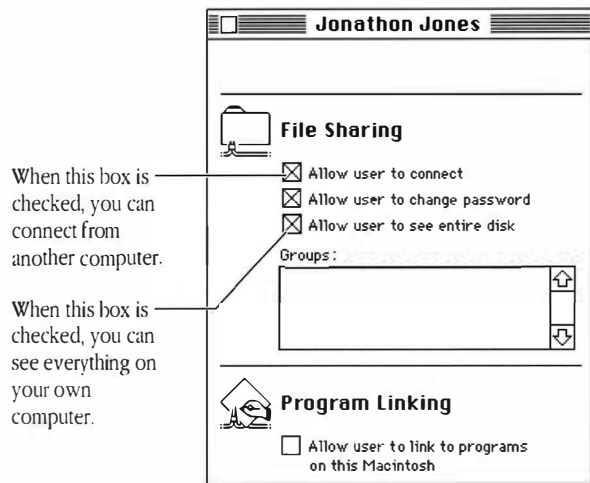 Jonathon Jones
File Sharing
Allow user to connect
Allow user to change password
Allow user to see entire disk
Groups:
When this box is
checked, you can
connect from
another computer.
When this box is
checked, you can
see everything on
your own
computer.
Program Linking
Allow user to link to programs
on this Macintosh